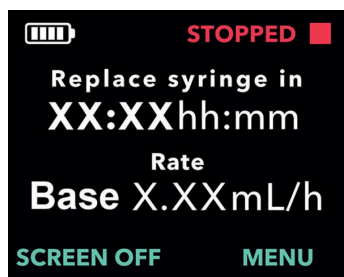 STOPPED
Replace syringe in
XX:XXhh:mm
Rate
Base X.XXmL/h
SCREEN OFF MENU